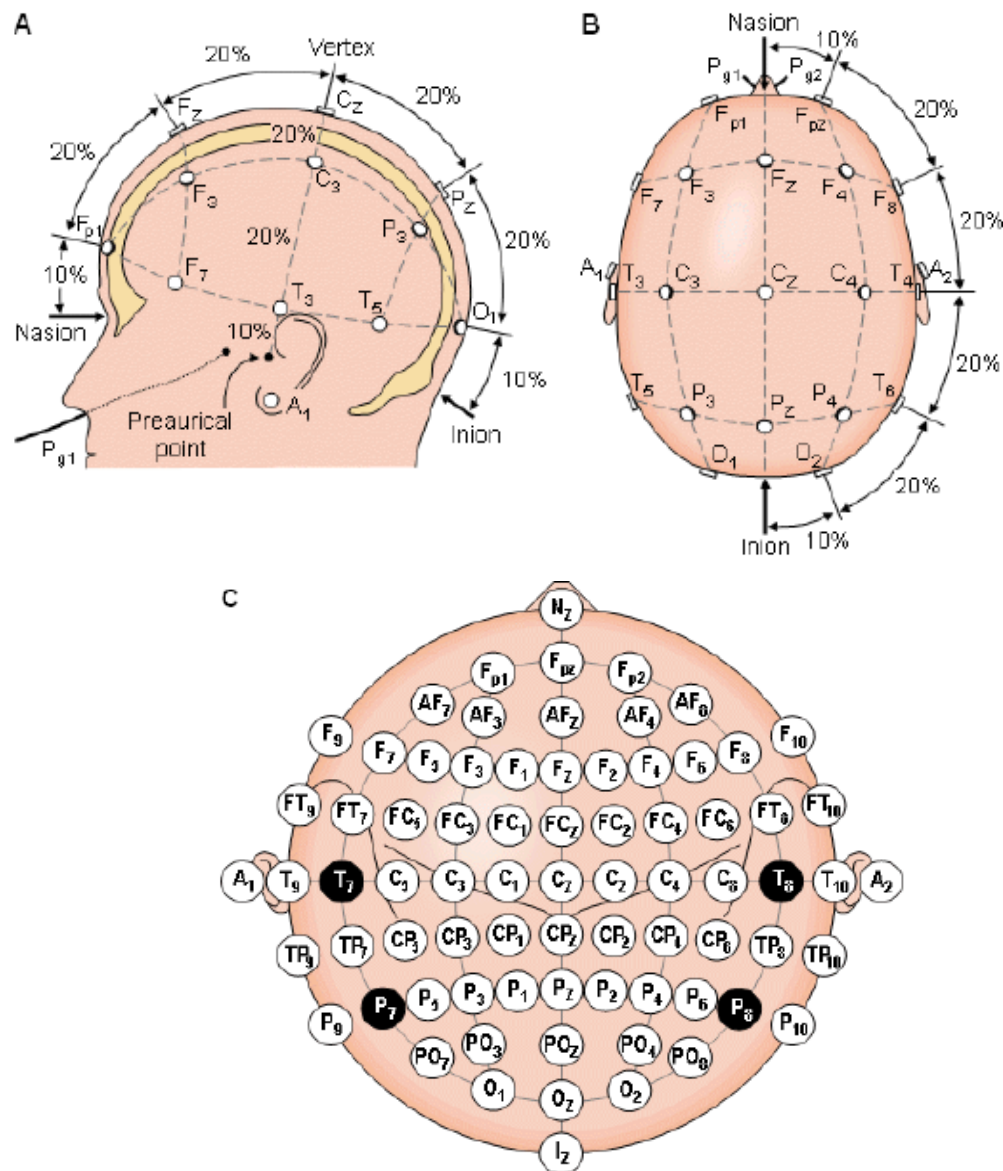 A
Vertex
20%
20%
Fz
Cz
20%
20%
20%
C3
F3
Pz
Fp1
P3
20%
20%
10%
F7
T3
T5
O1
Nasion
10%
10%
A1
Preaurical
point
Inion
Pg1
B
Nasion
10%
Pg1 Pg2
Fp1 Fp2
20%
F7 F3 Fz F4 F8
20%
A1 T3 C3 Cz C4 T4 A2
20%
T5 P3 Pz P4 T6
O1 O2
20%
10%
Inion
C
Nz
Fp1 Fpz Fp2
AF7 AF3 AFz AF4 AF8
F9 F7 F5 F3 F1 Fz F2 F4 F6 F8 F10
FT9 FT7 FC5 FC3 FC1 FCz FC2 FC4 FC6 FT8 FT10
A1 T9 T7 C5 C3 C1 Cz C2 C4 C6 T8 T10 A2
TP9 TP7 CP5 CP3 CP1 CPz CP2 CP4 CP6 TP8 TP10
P9 P7 P5 P3 P1 Pz P2 P4 P6 P8 P10
PO7 PO3 POz PO4 PO8
O1 Oz O2
Iz